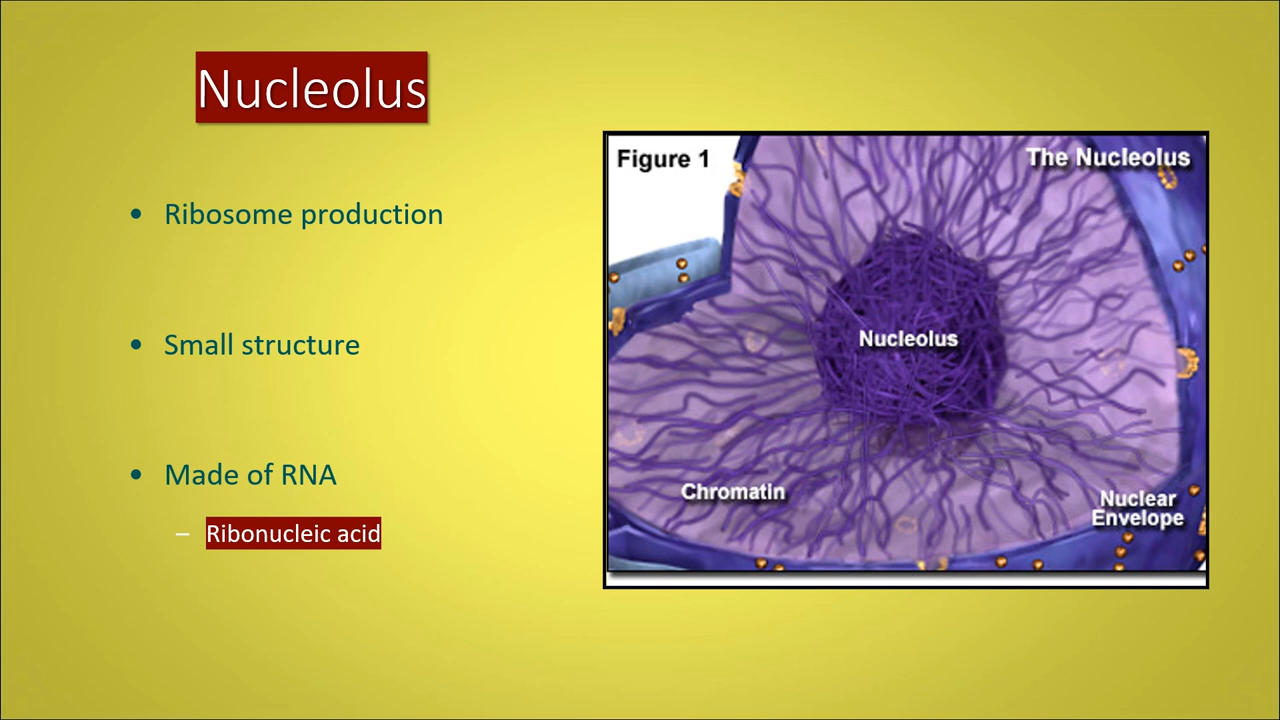 Nucleolus
• Ribosome production
• Small structure
• Made of RNA
– Ribonucleic acid
Figure 1
The Nucleolus
Nucleolus
Chromatin
Nuclear
Envelope